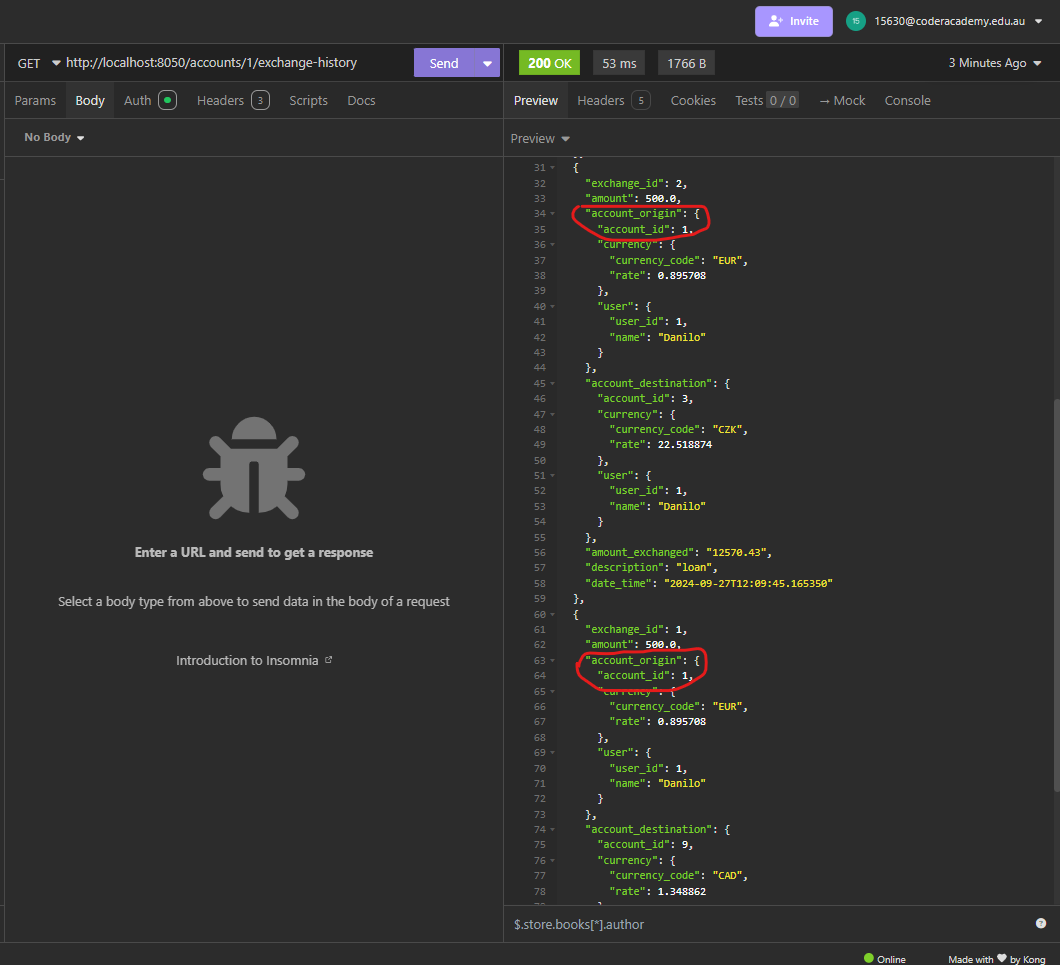 Invite
15
15630@coderacademy.edu.au
GET
http://localhost:8050/accounts/1/exchange-history
Send
200 OK
53 ms
1766 B
3 Minutes Ago
Params
Body
Auth
Headers 3
Scripts
Docs
Preview
Headers 5
Cookies
Tests 0 / 0
→ Mock
Console
No Body
Preview
Enter a URL and send to get a response
Select a body type from above to send data in the body of a request
Introduction to Insomnia
31 {
32 "exchange_id": 2,
33 "amount": 500.0,
34 "account_origin": {
35 "account_id": 1,
36 "currency": {
37 "currency_code": "EUR",
38 "rate": 0.895708
39 },
40 "user": {
41 "user_id": 1,
42 "name": "Danilo"
43 }
44 },
45 "account_destination": {
46 "account_id": 3,
47 "currency": {
48 "currency_code": "CZK",
49 "rate": 22.518874
50 },
51 "user": {
52 "user_id": 1,
53 "name": "Danilo"
54 }
55 },
56 "amount_exchanged": "12570.43",
57 "description": "loan",
58 "date_time": "2024-09-27T12:09:45.165350"
59 },
60 {
61 "exchange_id": 1,
62 "amount": 500.0,
63 "account_origin": {
64 "account_id": 1,
65 "currency": {
66 "currency_code": "EUR",
67 "rate": 0.895708
68 },
69 "user": {
70 "user_id": 1,
71 "name": "Danilo"
72 }
73 },
74 "account_destination": {
75 "account_id": 9,
76 "currency": {
77 "currency_code": "CAD",
78 "rate": 1.348862
$.store.books[*].author
Online
Made with ♥ by Kong